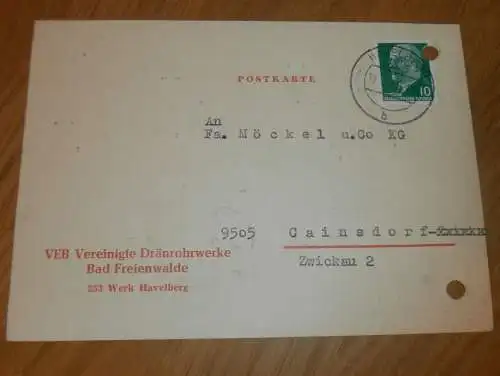 POSTKARTE
10
b
An
Fa. Möckel u.Co KG
9505 Cainsdorf-
Zwickau 2
VEB Vereinigte Dränrohrwerke
Bad Freienwalde
253 Werk Havelberg